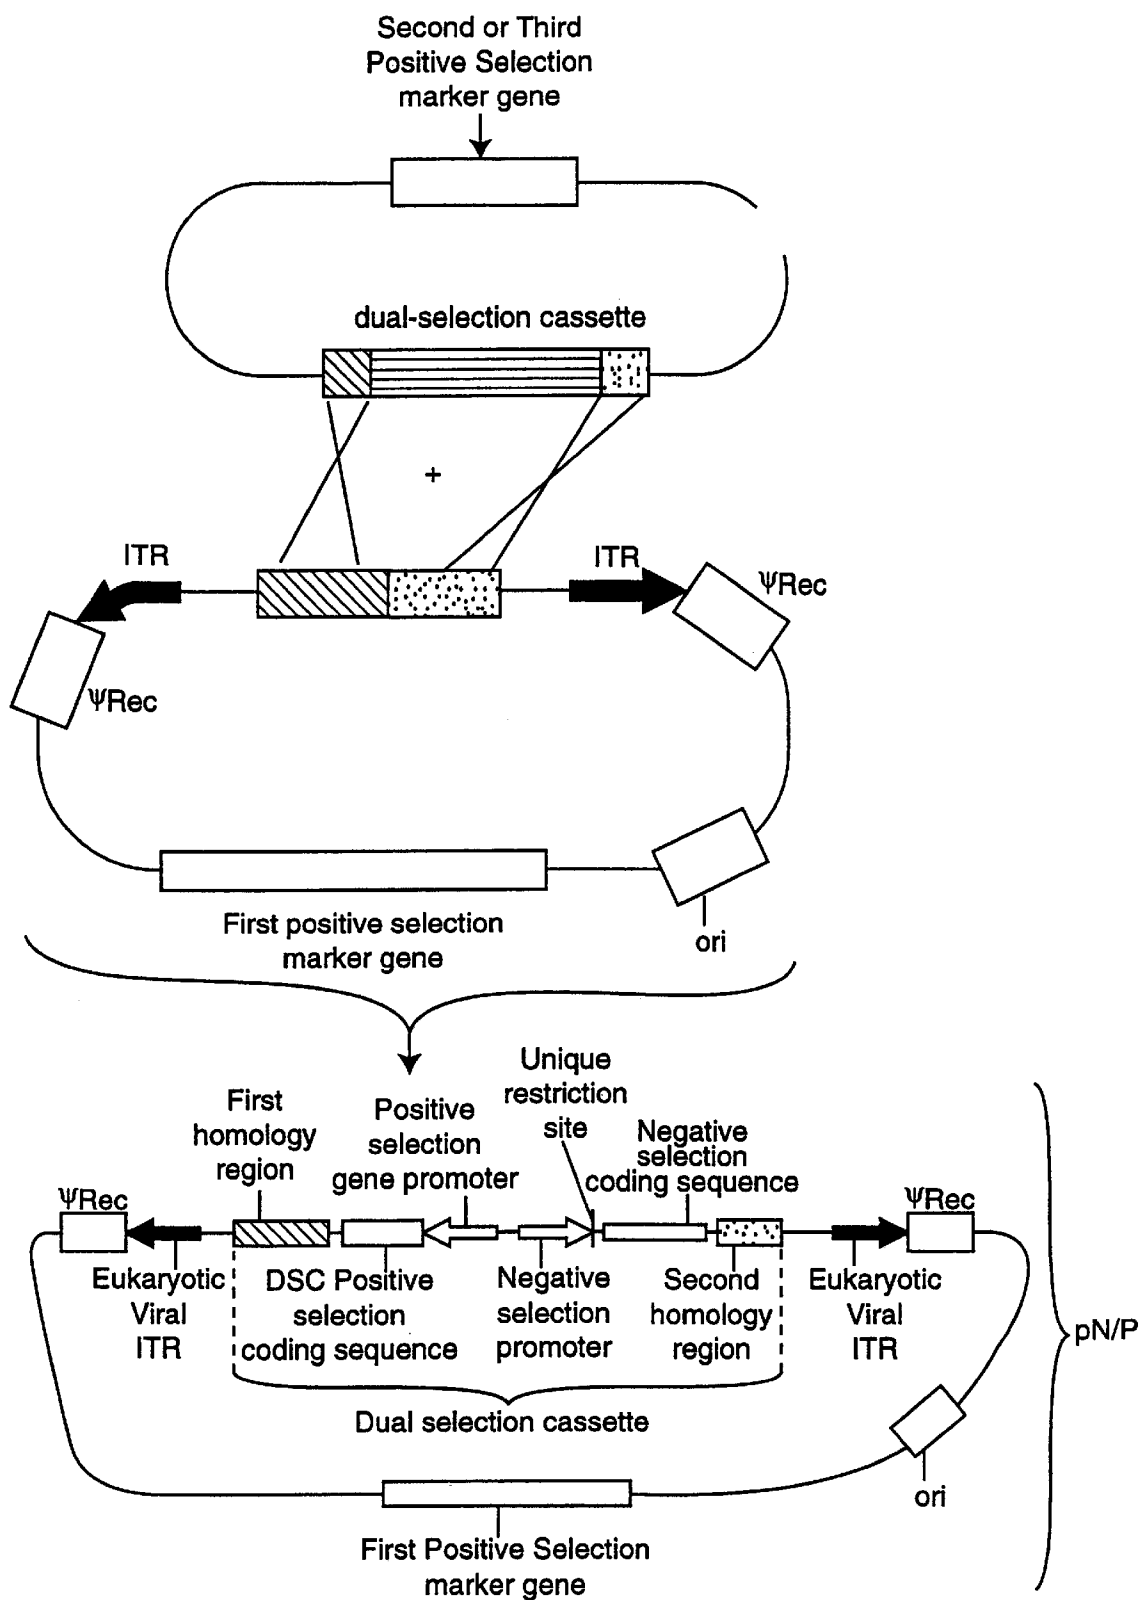 Second or Third
Positive Selection
marker gene
dual-selection cassette
+
ITR
ITR
ΨRec
ΨRec
First positive selection
marker gene
ori
Unique
restriction
site
First
homology
region
Positive
selection
gene promoter
Negative
selection
coding sequence
ΨRec
ΨRec
Eukaryotic
Viral
ITR
DSC Positive
selection
coding sequence
Negative
selection
promoter
Second
homology
region
Eukaryotic
Viral
ITR
pN/P
Dual selection cassette
ori
First Positive Selection
marker gene